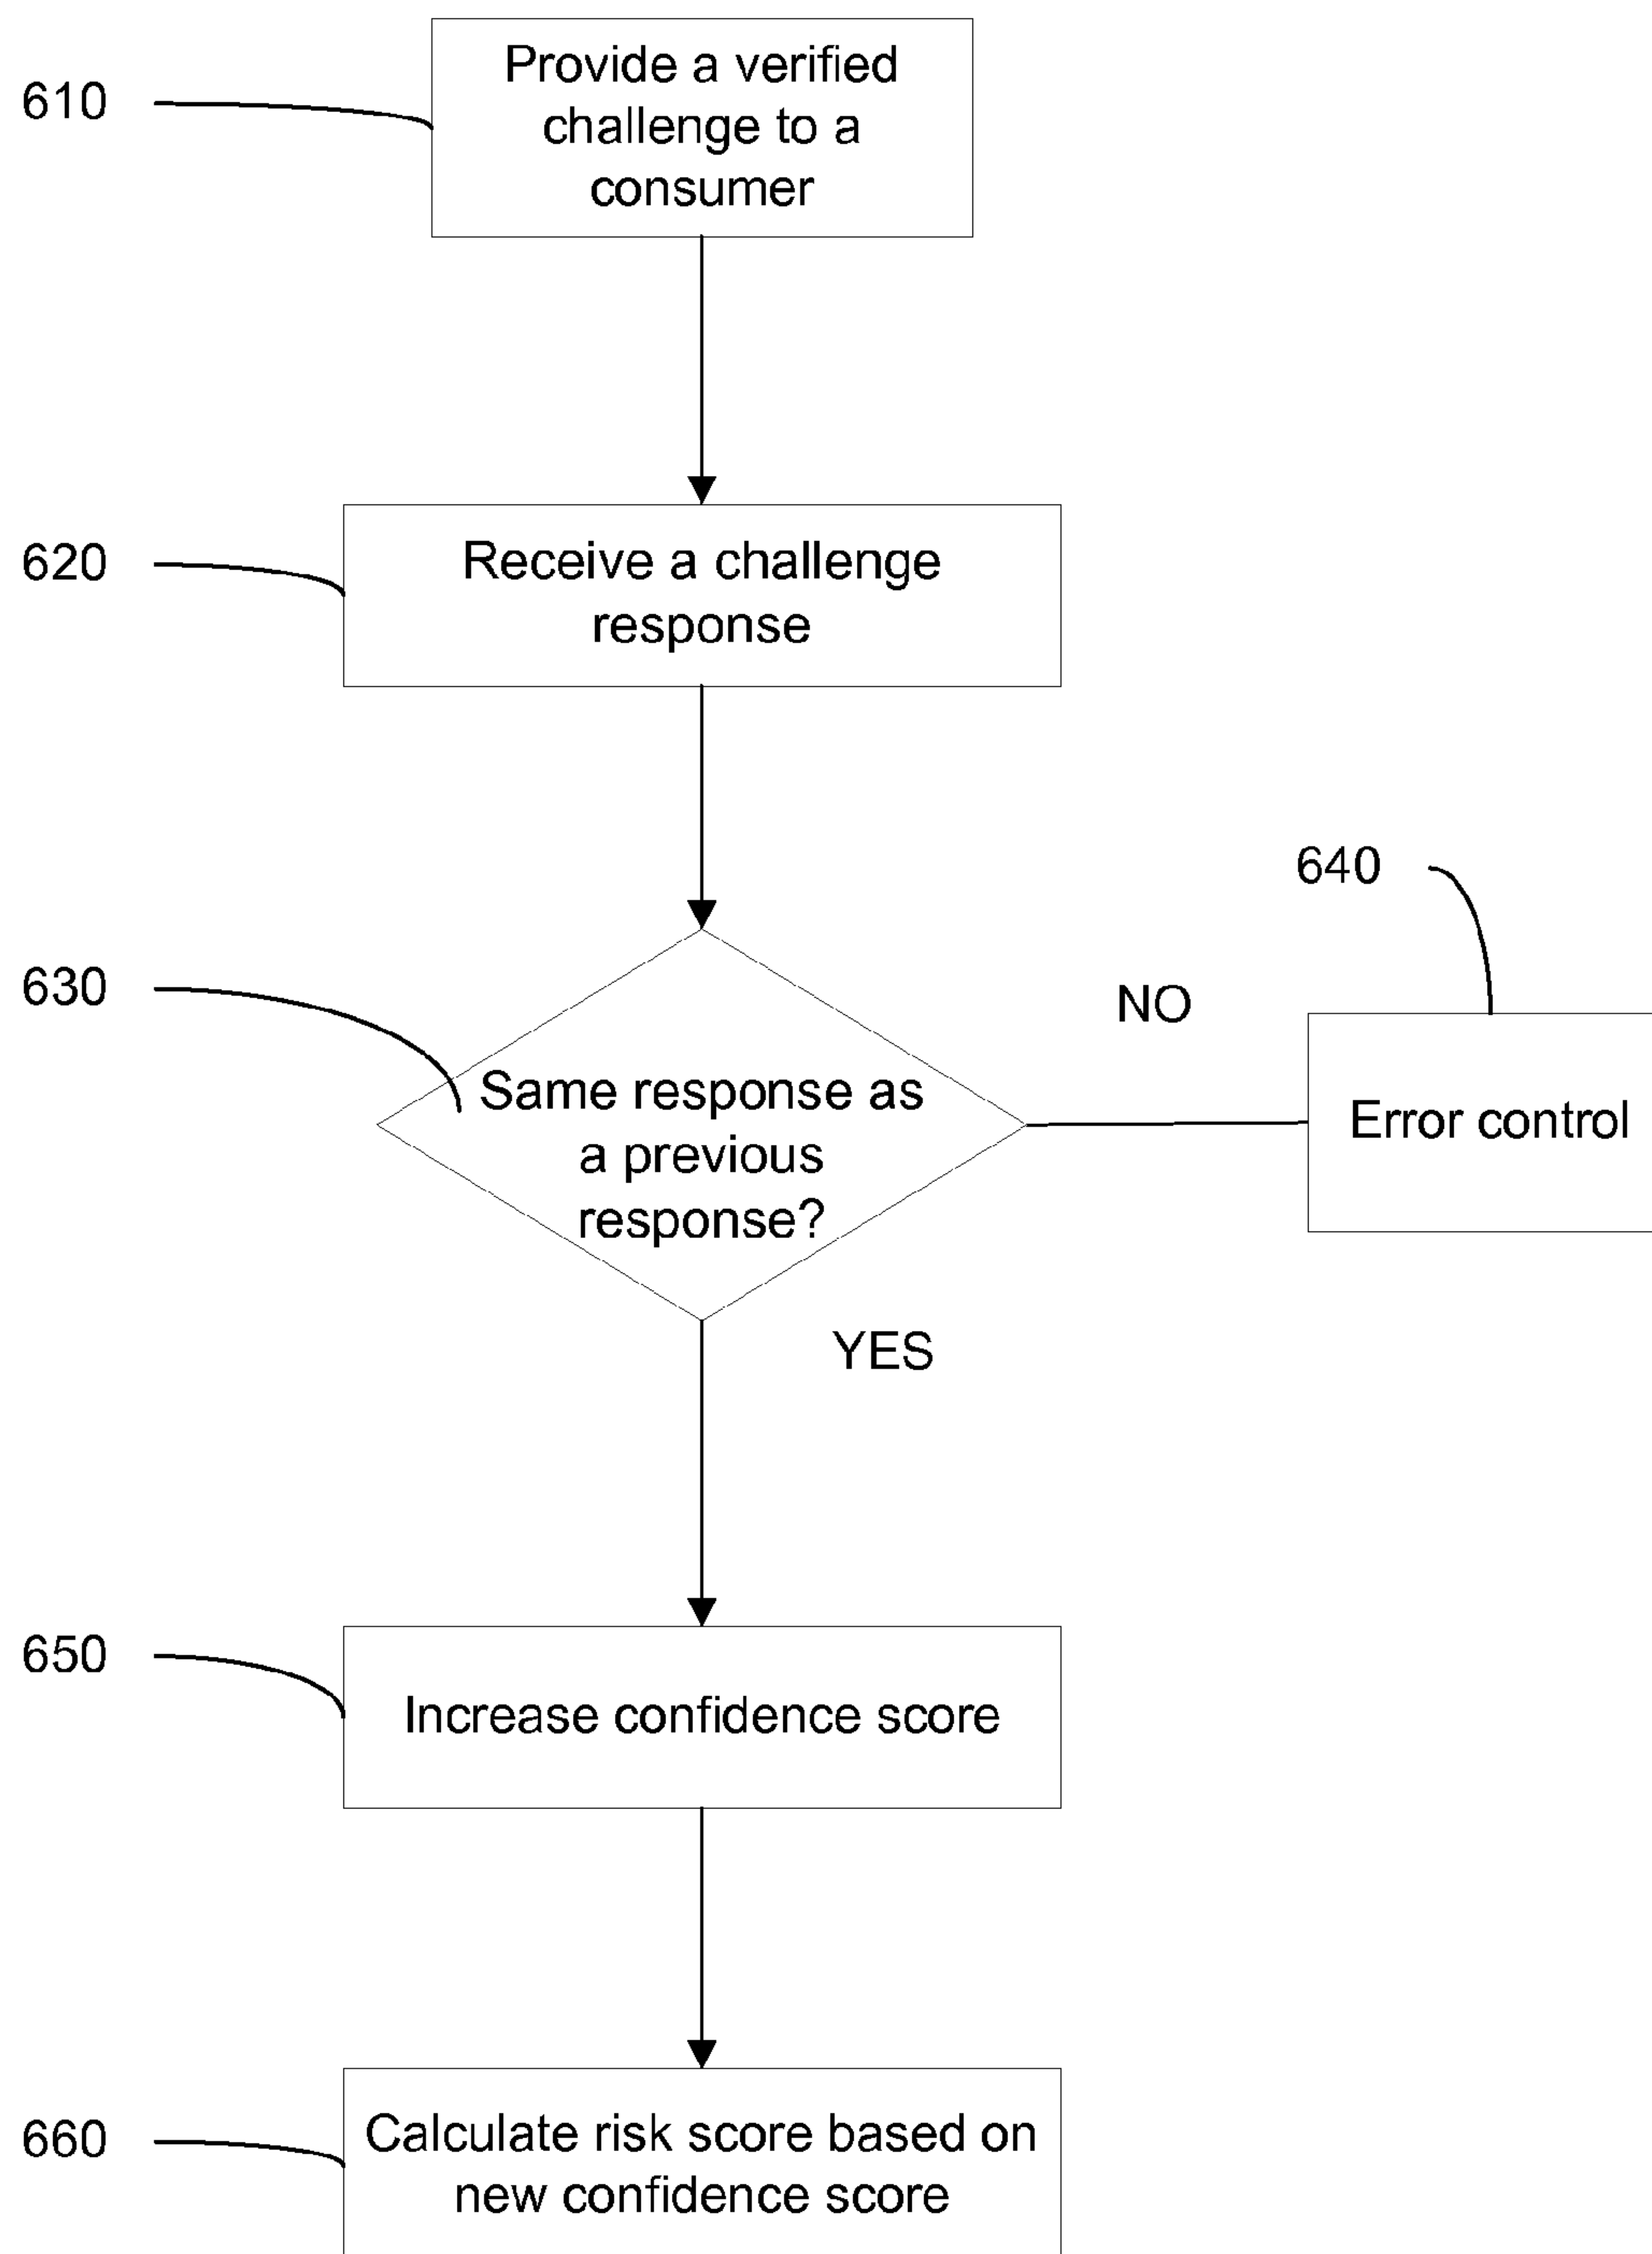 610
Provide a verified
challenge to a
consumer
620
Receive a challenge
response
630
Same response as
a previous
response?
NO
640
Error control
YES
650
Increase confidence score
660
Calculate risk score based on
new confidence score